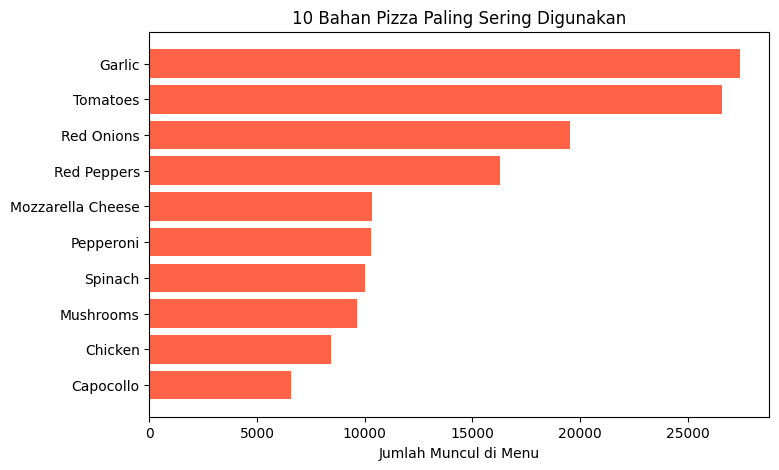 10 Bahan Pizza Paling Sering Digunakan
Garlic
Tomatoes
Red Onions
Red Peppers
Mozzarella Cheese
Pepperoni
Spinach
Mushrooms
Chicken
Capocollo
0 5000 10000 15000 20000 25000
Jumlah Muncul di Menu